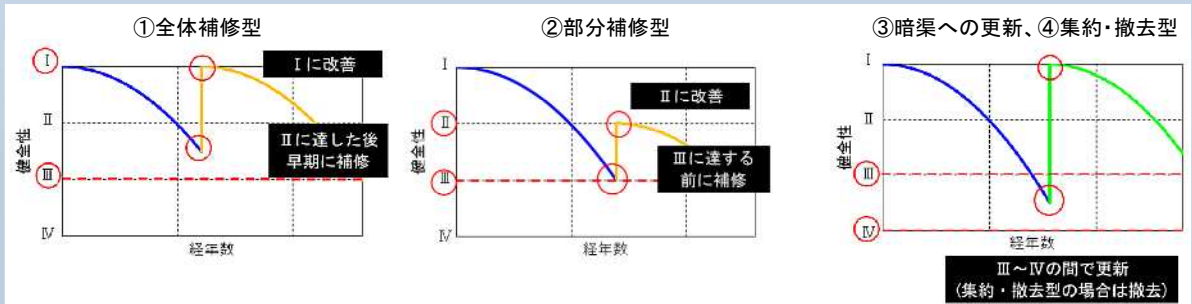 ①全体補修型
Ⅰ
Ⅰに改善
Ⅱ
Ⅱに達した後
早期に補修
健全性
Ⅲ
Ⅳ
経年数
②部分補修型
Ⅰ
Ⅱに改善
Ⅱ
Ⅲに達する
前に補修
健全性
Ⅲ
Ⅳ
経年数
③暗渠への更新、④集約・撤去型
Ⅰ
Ⅱ
健全性
Ⅲ
Ⅳ
経年数
Ⅲ～Ⅳの間で更新
(集約・撤去型の場合は撤去)